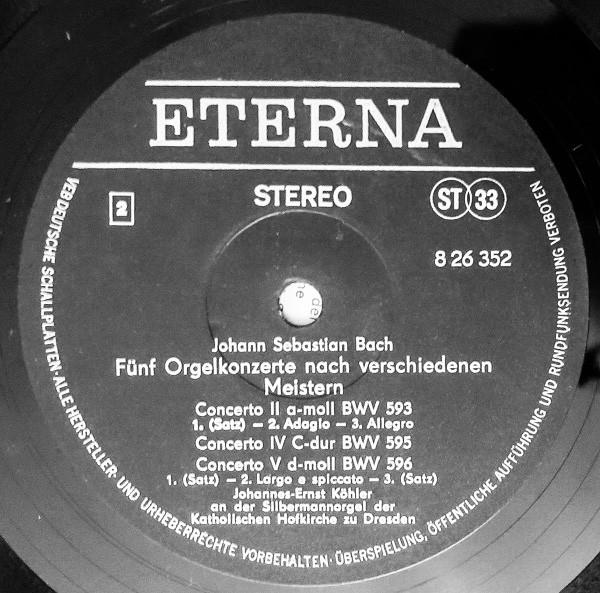 ETERNA
2
STEREO
ST 33
8 26 352
Johann Sebastian Bach
Fünf Orgelkonzerte nach verschiedenen
Meistern
Concerto II a-moll BWV 593
1. (Satz) – 2. Adagio – 3. Allegro
Concerto IV C-dur BWV 595
Concerto V d-moll BWV 596
1. (Satz) – 2. Largo e spiccato – 3. (Satz)
Johannes-Ernst Köhler
an der Silbermannorgel der
Katholischen Hofkirche zu Dresden
VEB DEUTSCHE SCHALLPLATTEN · ALLE HERSTELLER- UND URHEBERRECHTE VORBEHALTEN · ÜBERSPIELUNG, ÖFFENTLICHE AUFFÜHRUNG UND RUNDFUNKSENDUNG VERBOTEN